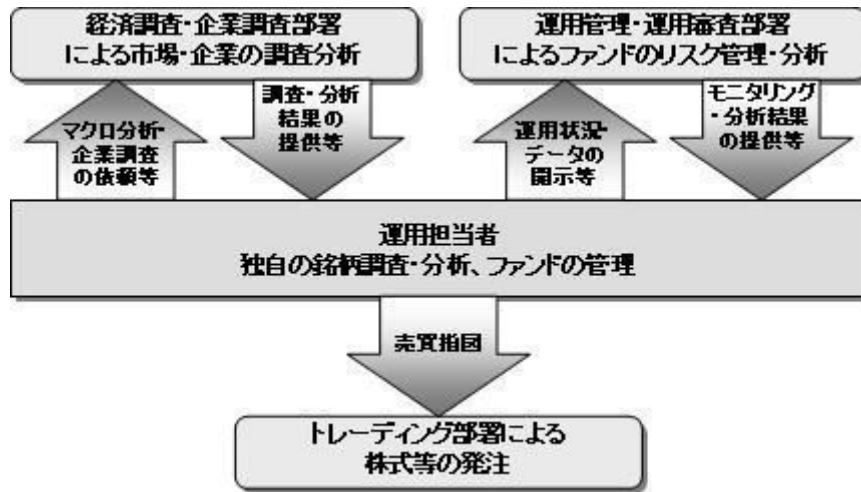 経済調査・企業調査部署
による市場・企業の調査分析
運用管理・運用審査部署
によるファンドのリスク管理・分析
マクロ分析・
企業調査
の依頼等
調査・分析
結果の
提供等
運用状況・
データの
開示等
モニタリング
・分析結果
の提供等
運用担当者
独自の銘柄調査・分析、ファンドの管理
売買指図
トレーディング部署による
株式等の発注